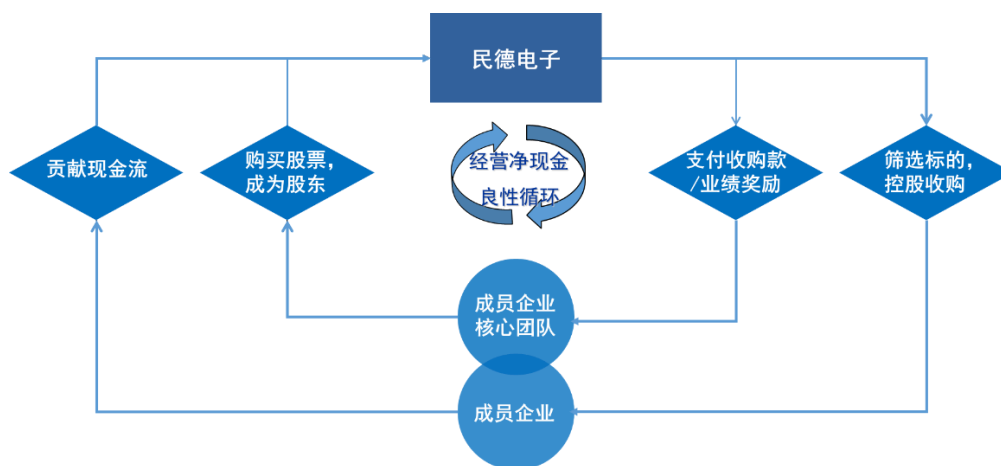 民德电子
贡献现金流
购买股票，
成为股东
经营净现金
良性循环
支付收购款
/业绩奖励
筛选标的，
控股收购
成员企业
核心团队
成员企业